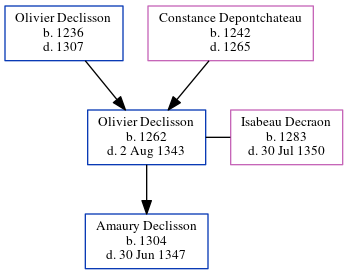 Olivier Declisson
b. 1236
d. 1307
Constance Depontchateau
b. 1242
d. 1265
Olivier Declisson
b. 1262
d. 2 Aug 1343
Isabeau Decraon
b. 1283
d. 30 Jul 1350
Amaury Declisson
b. 1304
d. 30 Jun 1347